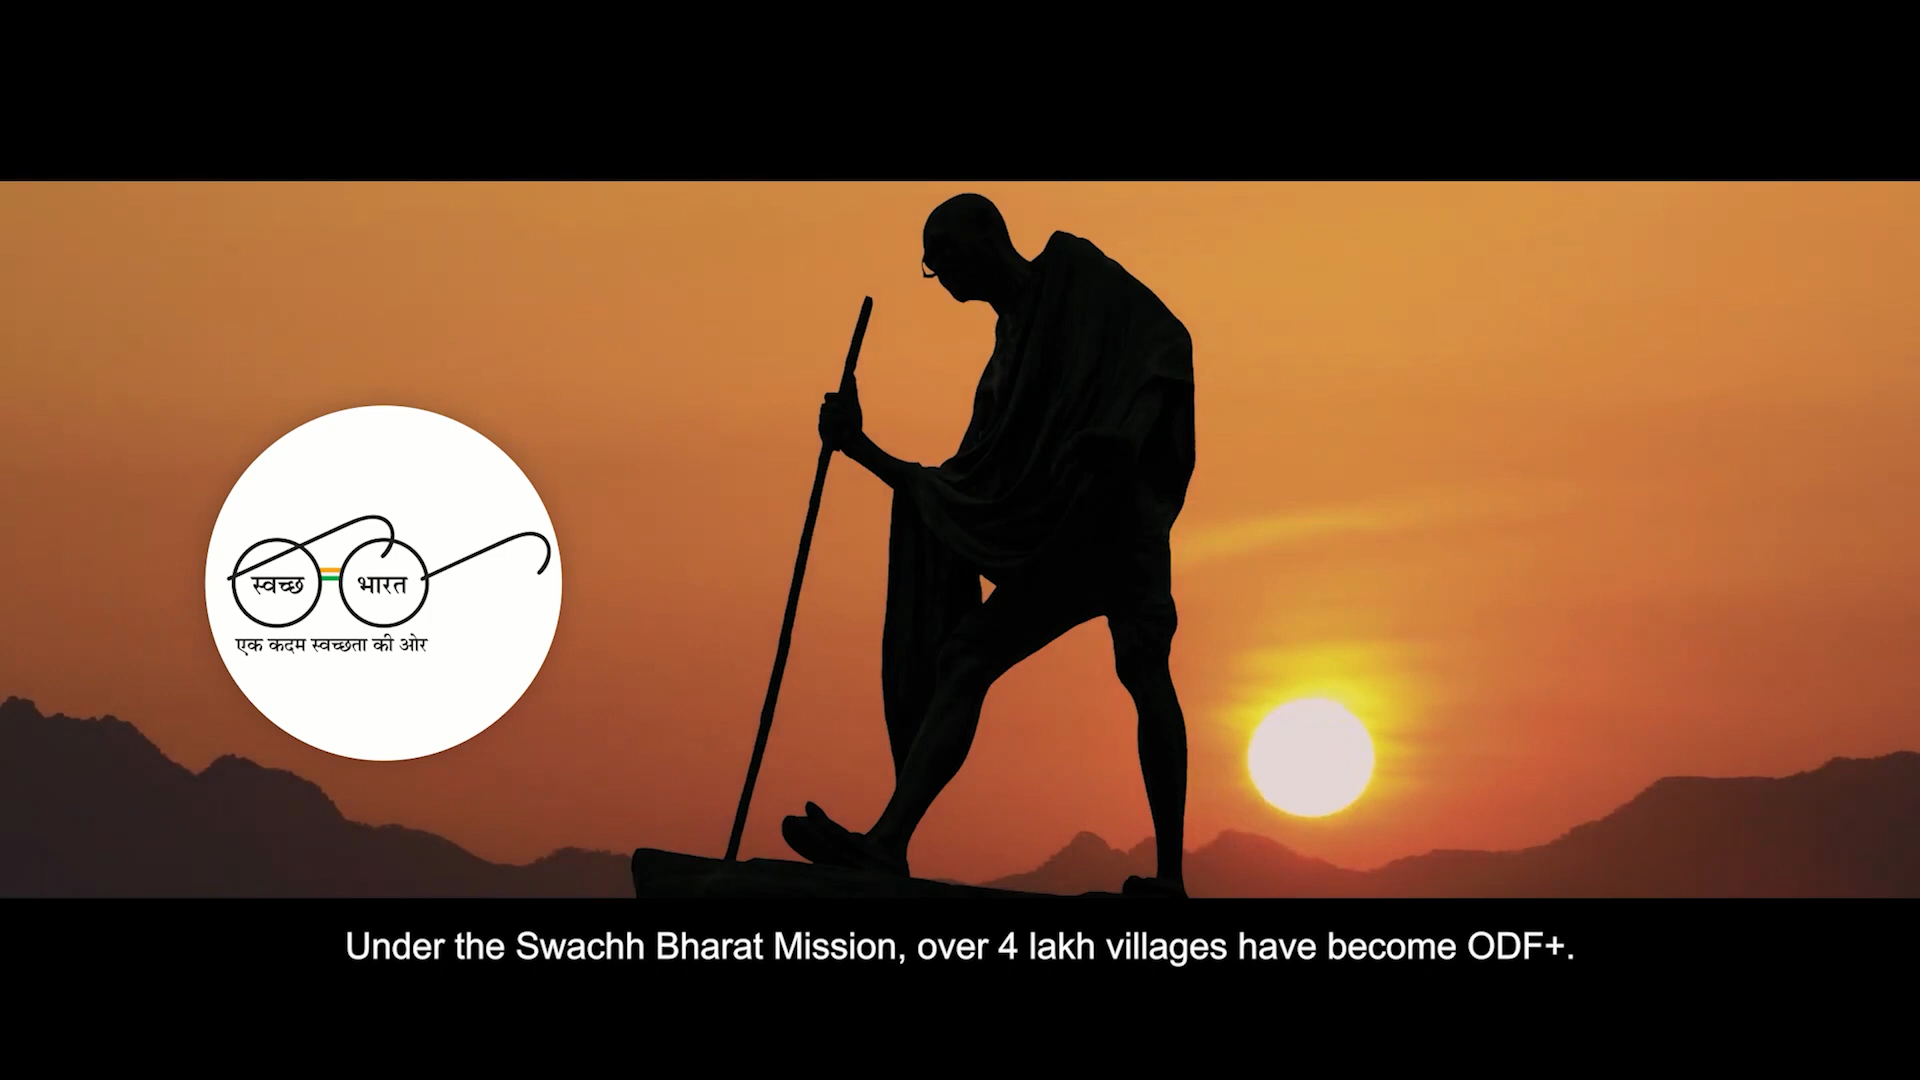 स्वच्छ भारत
एक कदम स्वच्छता की ओर
Under the Swachh Bharat Mission, over 4 lakh villages have become ODF+.